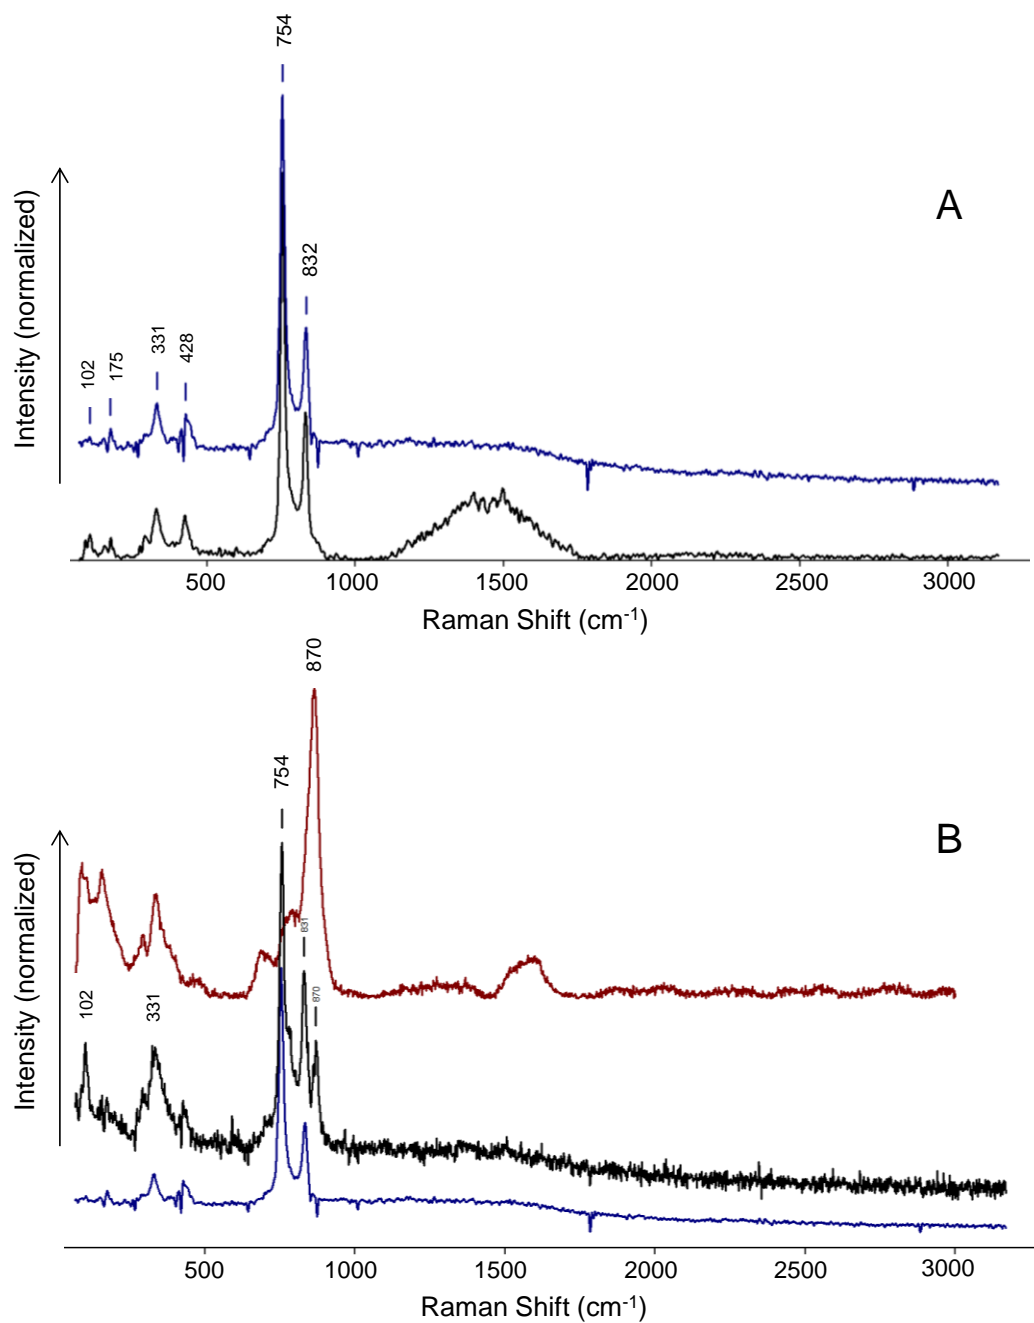 754
832
331
428
175
102
A
Intensity (normalized)
500 1000 1500 2000 2500 3000
Raman Shift (cm-1)
870
754
831
870
102 331
B
Intensity (normalized)
500 1000 1500 2000 2500 3000
Raman Shift (cm-1)